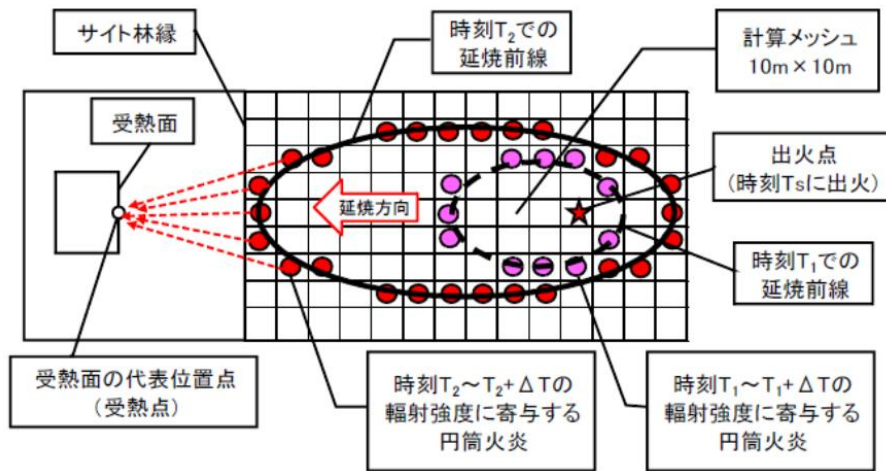 サイト林縁
時刻T2での
延焼前線
計算メッシュ
10m×10m
受熱面
出火点
(時刻Tsに出火)
延焼方向
時刻T1での
延焼前線
受熱面の代表位置点
(受熱点)
時刻T2～T2+ΔTの
輻射強度に寄与する
円筒火炎
時刻T1～T1+ΔTの
輻射強度に寄与する
円筒火炎